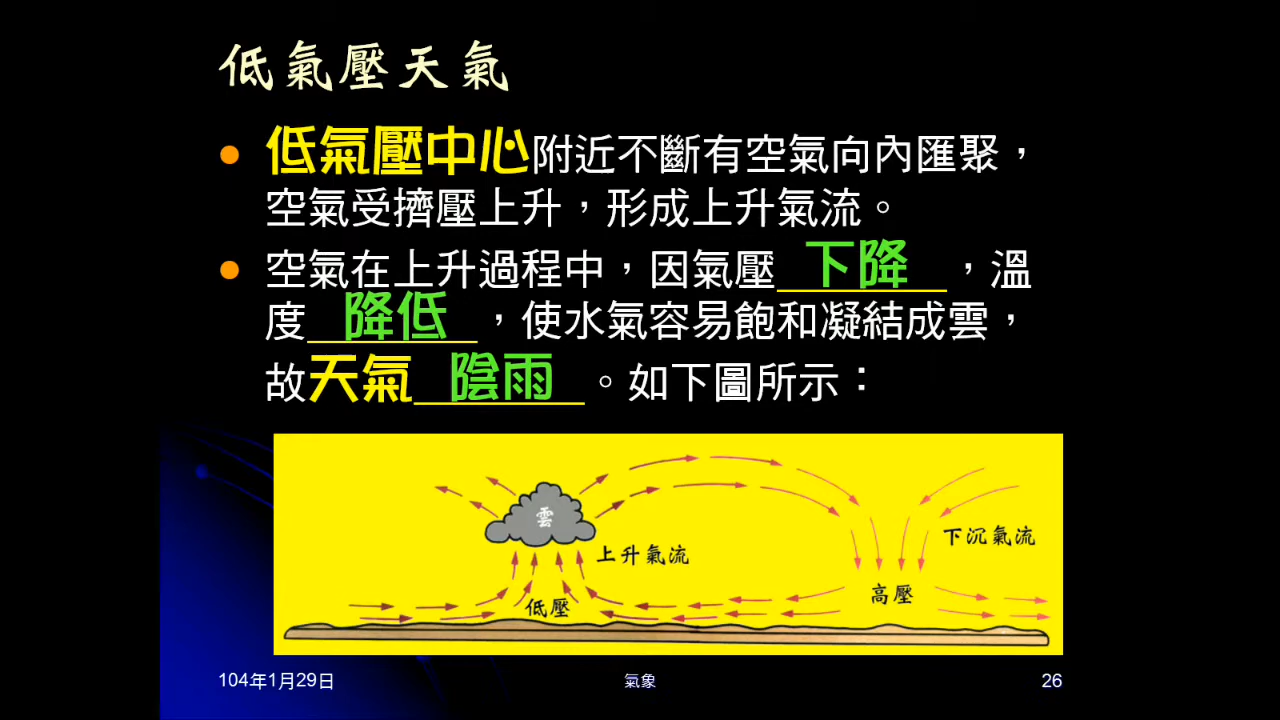 低氣壓天氣
低氣壓中心附近不斷有空氣向內匯聚，
空氣受擠壓上升，形成上升氣流。
空氣在上升過程中，因氣壓下降，溫
度降低，使水氣容易飽和凝結成雲，
故天氣陰雨。如下圖所示：
雲
上升氣流
下沉氣流
低壓
高壓
104年1月29日
氣象
26